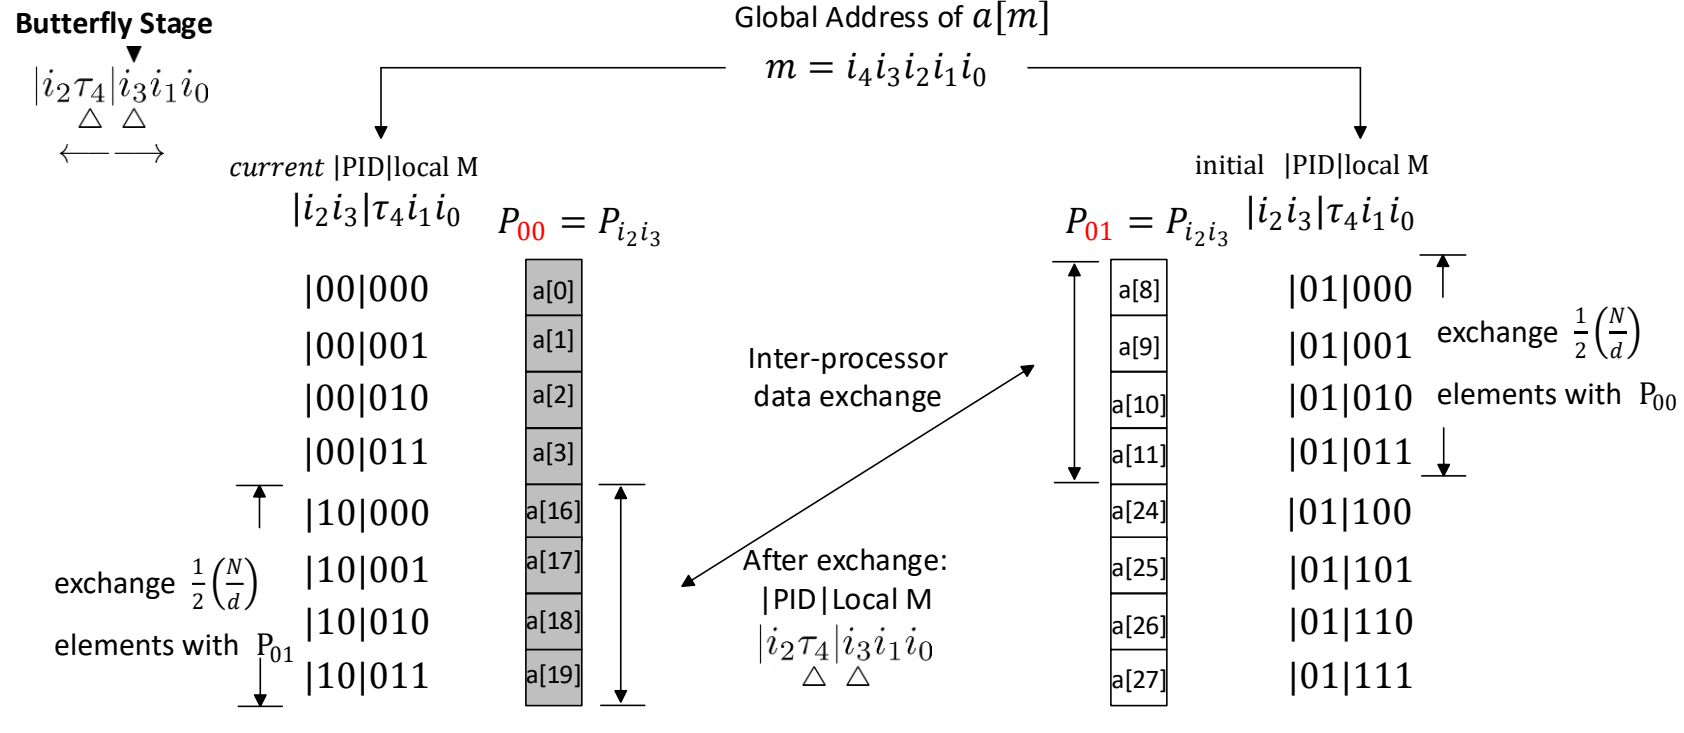 Butterfly Stage
▼
|i₂τ₄|i₃i₁i₀
△ △
Global Address of a[m]
m = i₄i₃i₂i₁i₀
current |PID|local M
|i₂i₃|τ₄i₁i₀
P₀₀ = P_{i₂i₃}
initial |PID|local M
P₀₁ = P_{i₂i₃} |i₂i₃|τ₄i₁i₀
|00|000
|00|001
|00|010
|00|011
|10|000
|10|001
|10|010
|10|011
a[0]
a[1]
a[2]
a[3]
a[16]
a[17]
a[18]
a[19]
exchange ½(N/d)
elements with P₀₁
Inter-processor
data exchange
After exchange:
|PID|Local M
|i₂τ₄|i₃i₁i₀
△ △
a[8]
a[9]
a[10]
a[11]
a[24]
a[25]
a[26]
a[27]
|01|000
|01|001
|01|010
|01|011
|01|100
|01|101
|01|110
|01|111
exchange ½(N/d)
elements with P₀₀